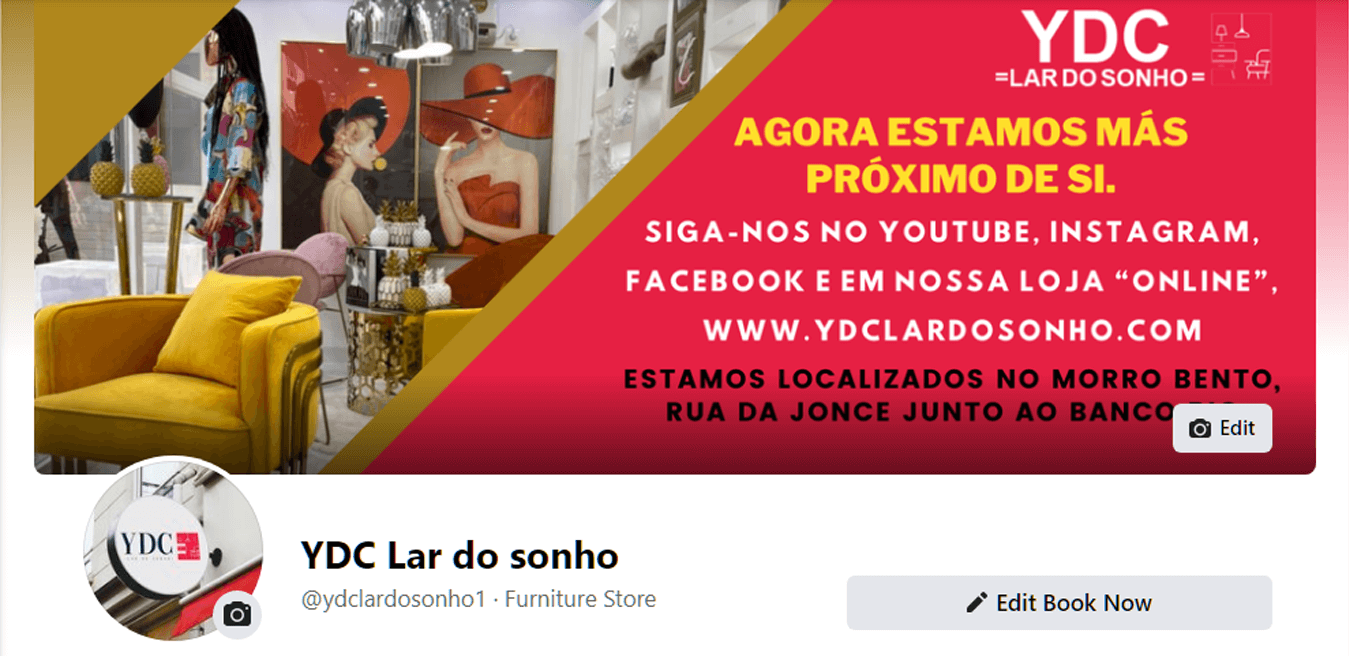 YDC
=LAR DO SONHO=
AGORA ESTAMOS MÁS
PRÓXIMO DE SI.
SIGA-NOS NO YOUTUBE, INSTAGRAM,
FACEBOOK E EM NOSSA LOJA “ONLINE”,
WWW.YDCLARDOSONHO.COM
ESTAMOS LOCALIZADOS NO MORRO BENTO,
RUA DA JONCE JUNTO AO BANCO
Edit
YDC
YDC Lar do sonho
@ydclardosonho1 · Furniture Store
Edit Book Now